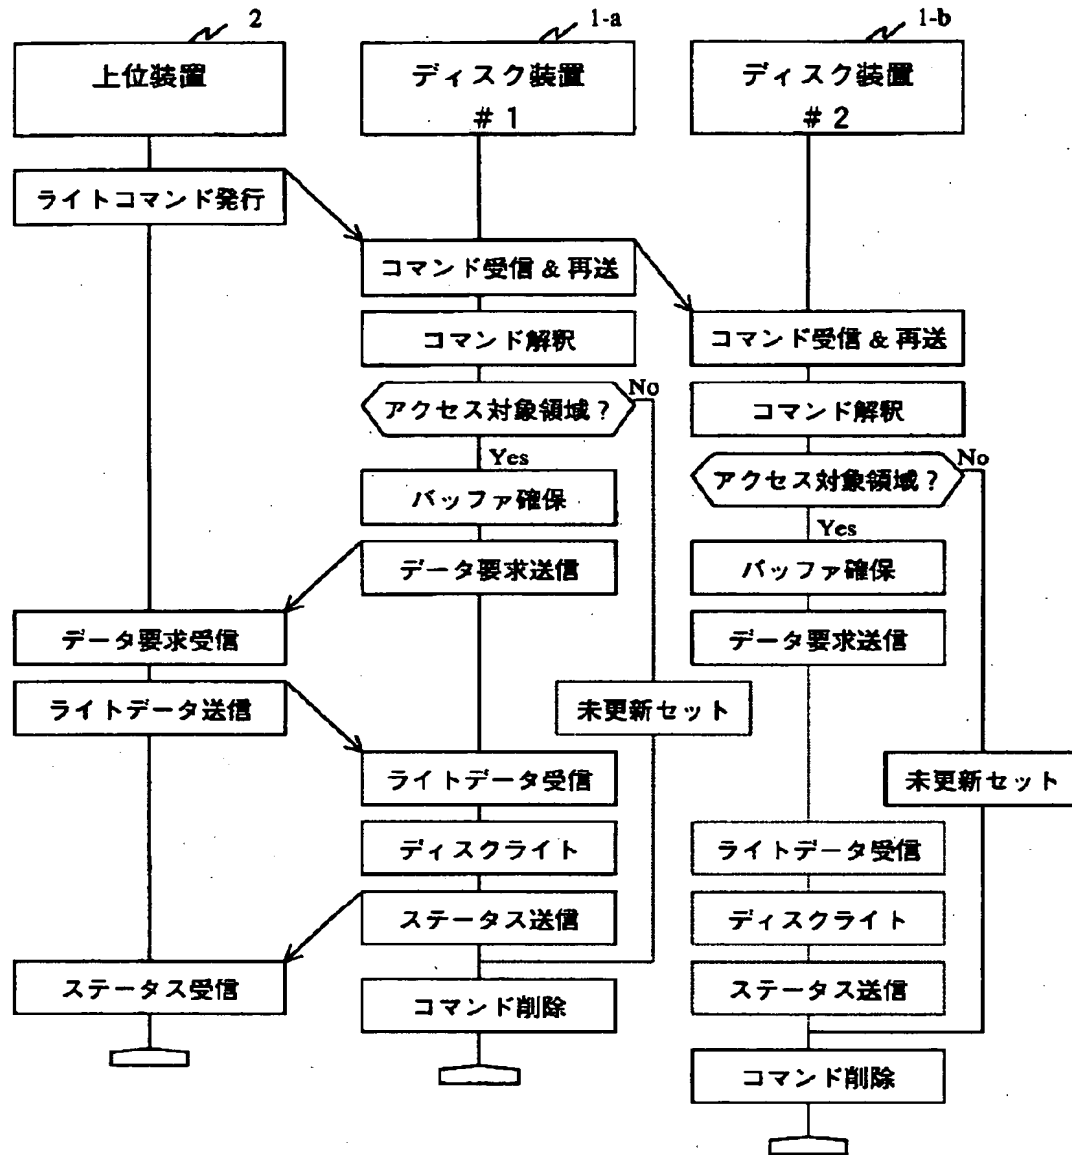 2
1-a
1-b
上位装置
ディスク装置
#1
ディスク装置
#2
ライトコマンド発行
コマンド受信 & 再送
コマンド解釈
コマンド受信 & 再送
No
アクセス対象領域?
コマンド解釈
Yes
No
アクセス対象領域?
バッファ確保
Yes
データ要求送信
バッファ確保
データ要求受信
データ要求送信
ライトデータ送信
未更新セット
ライトデータ受信
未更新セット
ディスクライト
ライトデータ受信
ステータス送信
ディスクライト
ステータス受信
コマンド削除
ステータス送信
コマンド削除